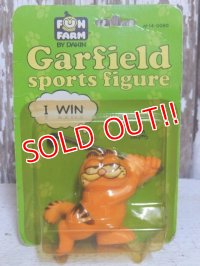 FUN
FARM
BY DAKIN
Garfield
sports figure
I WIN
SOLD OUT!!